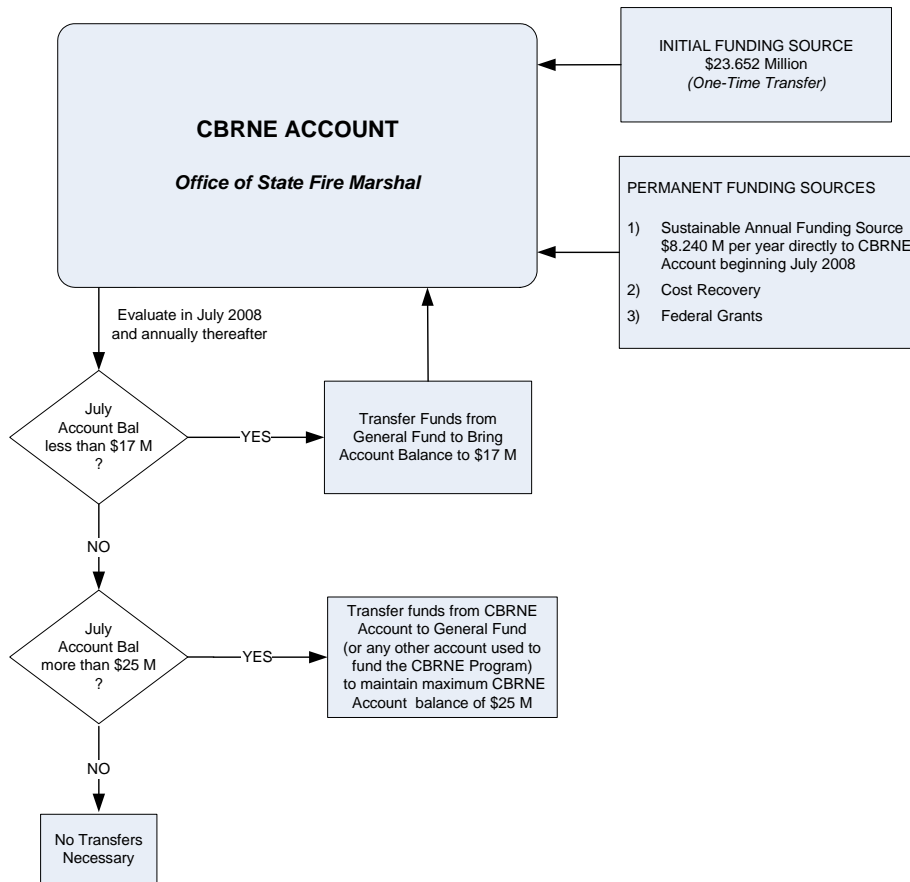 CBRNE ACCOUNT
Office of State Fire Marshal
INITIAL FUNDING SOURCE
$23.652 Million
(One-Time Transfer)
PERMANENT FUNDING SOURCES
1) Sustainable Annual Funding Source
$8.240 M per year directly to CBRNE
Account beginning July 2008
2) Cost Recovery
3) Federal Grants
Evaluate in July 2008
and annually thereafter
July
Account Bal
less than $17 M
?
YES
Transfer Funds from
General Fund to Bring
Account Balance to $17 M
NO
July
Account Bal
more than $25 M
?
YES
Transfer funds from CBRNE
Account to General Fund
(or any other account used to
fund the CBRNE Program)
to maintain maximum CBRNE
Account balance of $25 M
NO
No Transfers
Necessary